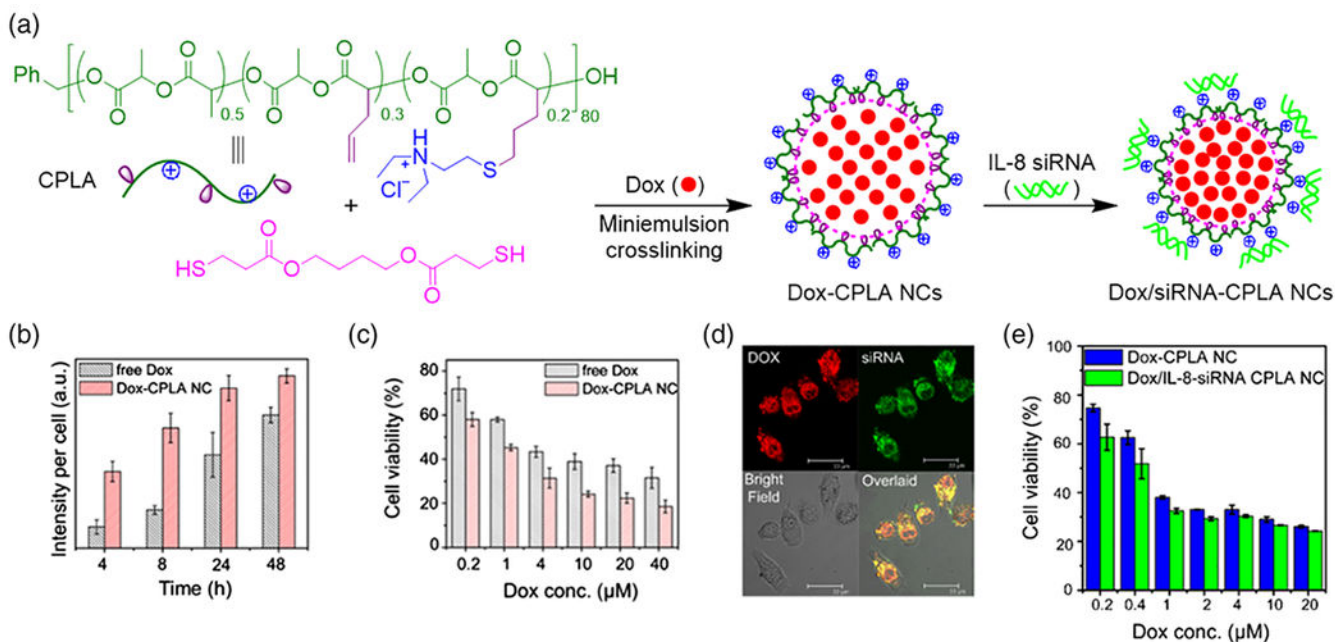 (a)
Ph
O
O
O
O
0.5
O
O
O
O
0.3
O
O
O
O
0.2
80
OH
H
N
+
Cl⁻
S
CPLA
+
HS
O
O
O
O
SH
Dox ( )
Miniemulsion
crosslinking
Dox-CPLA NCs
IL-8 siRNA
( )
Dox/siRNA-CPLA NCs
(b)
free Dox
Dox-CPLA NC
Intensity per cell (a.u.)
4 8 24 48
Time (h)
(c)
free Dox
Dox-CPLA NC
Cell viability (%)
80
60
40
20
0
0.2 1 4 10 20 40
Dox conc. (µM)
(d)
DOX
siRNA
Bright
Field
Overlaid
(e)
Dox-CPLA NC
Dox/IL-8-siRNA CPLA NC
Cell viability (%)
100
80
60
40
20
0
0.2 0.4 1 2 4 10 20
Dox conc. (µM)